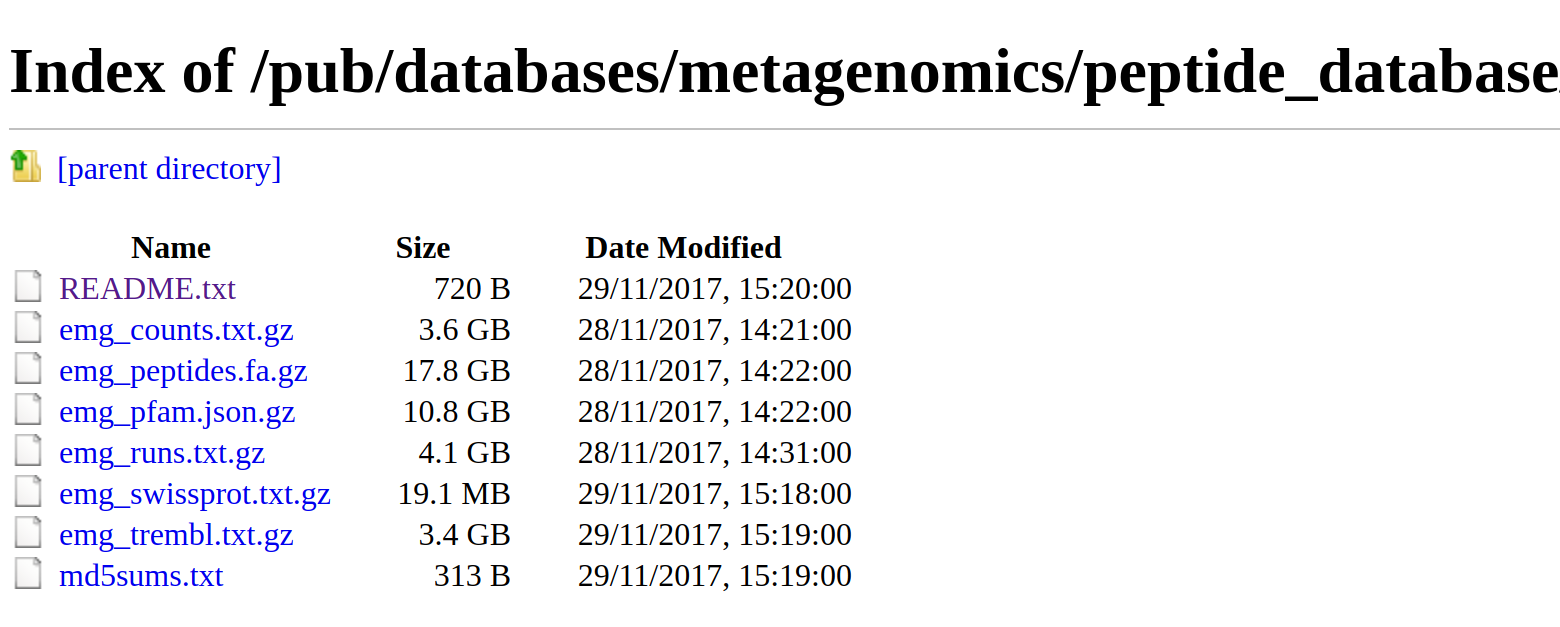 Index of /pub/databases/metagenomics/peptide_database
[parent directory]
Name Size Date Modified
README.txt 720 B 29/11/2017, 15:20:00
emg_counts.txt.gz 3.6 GB 28/11/2017, 14:21:00
emg_peptides.fa.gz 17.8 GB 28/11/2017, 14:22:00
emg_pfam.json.gz 10.8 GB 28/11/2017, 14:22:00
emg_runs.txt.gz 4.1 GB 28/11/2017, 14:31:00
emg_swissprot.txt.gz 19.1 MB 29/11/2017, 15:18:00
emg_trembl.txt.gz 3.4 GB 29/11/2017, 15:19:00
md5sums.txt 313 B 29/11/2017, 15:19:00